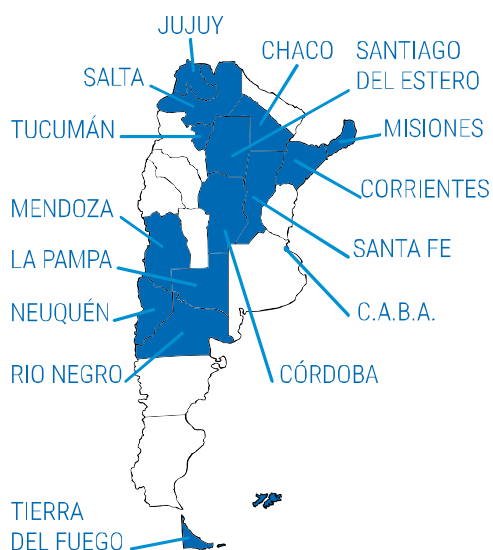 JUJUY
CHACO
SANTIAGO
DEL ESTERO
SALTA
TUCUMÁN
MISIONES
CORRIENTES
MENDOZA
SANTA FE
LA PAMPA
NEUQUÉN
C.A.B.A.
RIO NEGRO
CÓRDOBA
TIERRA
DEL FUEGO